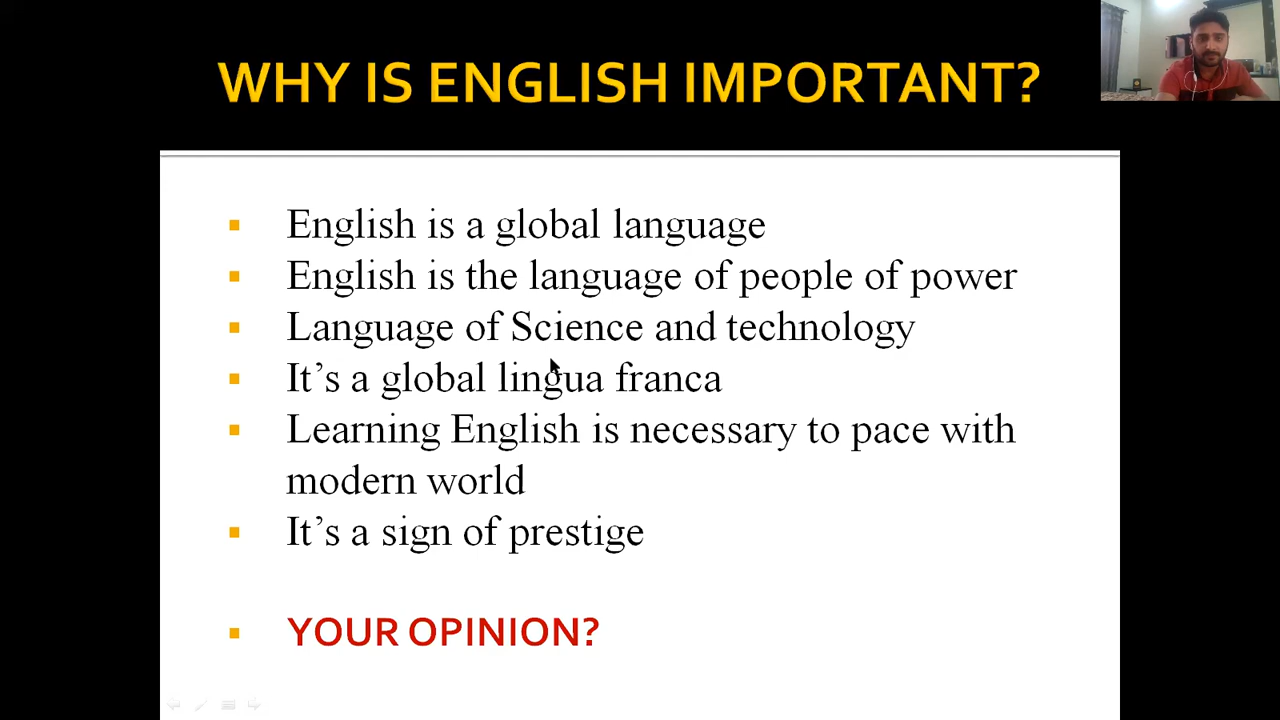 WHY IS ENGLISH IMPORTANT?
English is a global language
English is the language of people of power
Language of Science and technology
It’s a global lingua franca
Learning English is necessary to pace with
modern world
It’s a sign of prestige
YOUR OPINION?